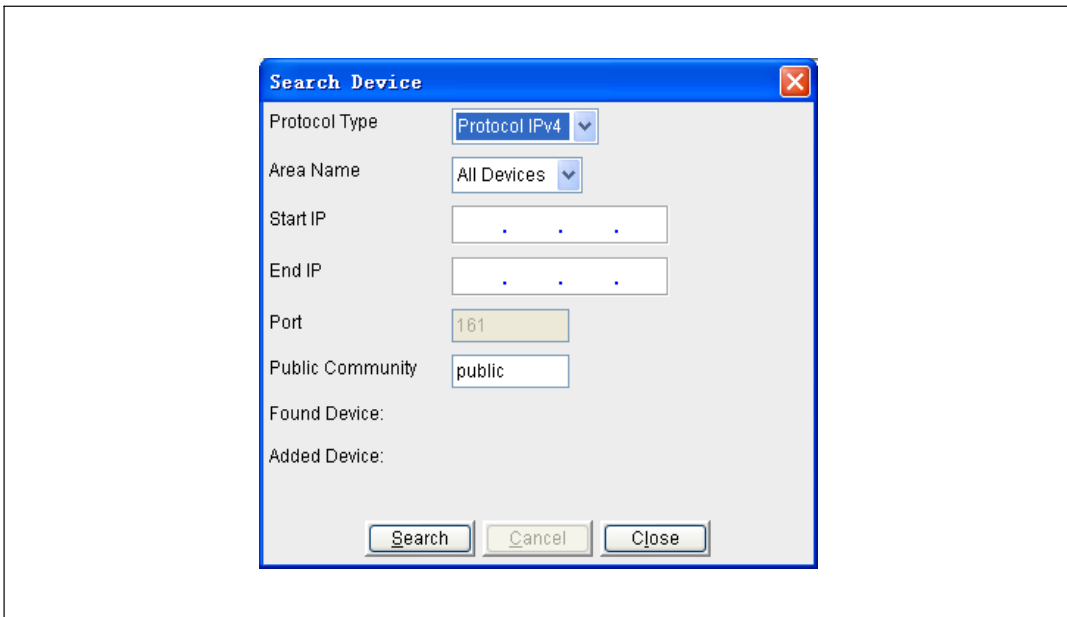 Search Device
Protocol Type Protocol IPv4
Area Name All Devices
Start IP . . .
End IP . . .
Port 161
Public Community public
Found Device:
Added Device:
Search Cancel Close